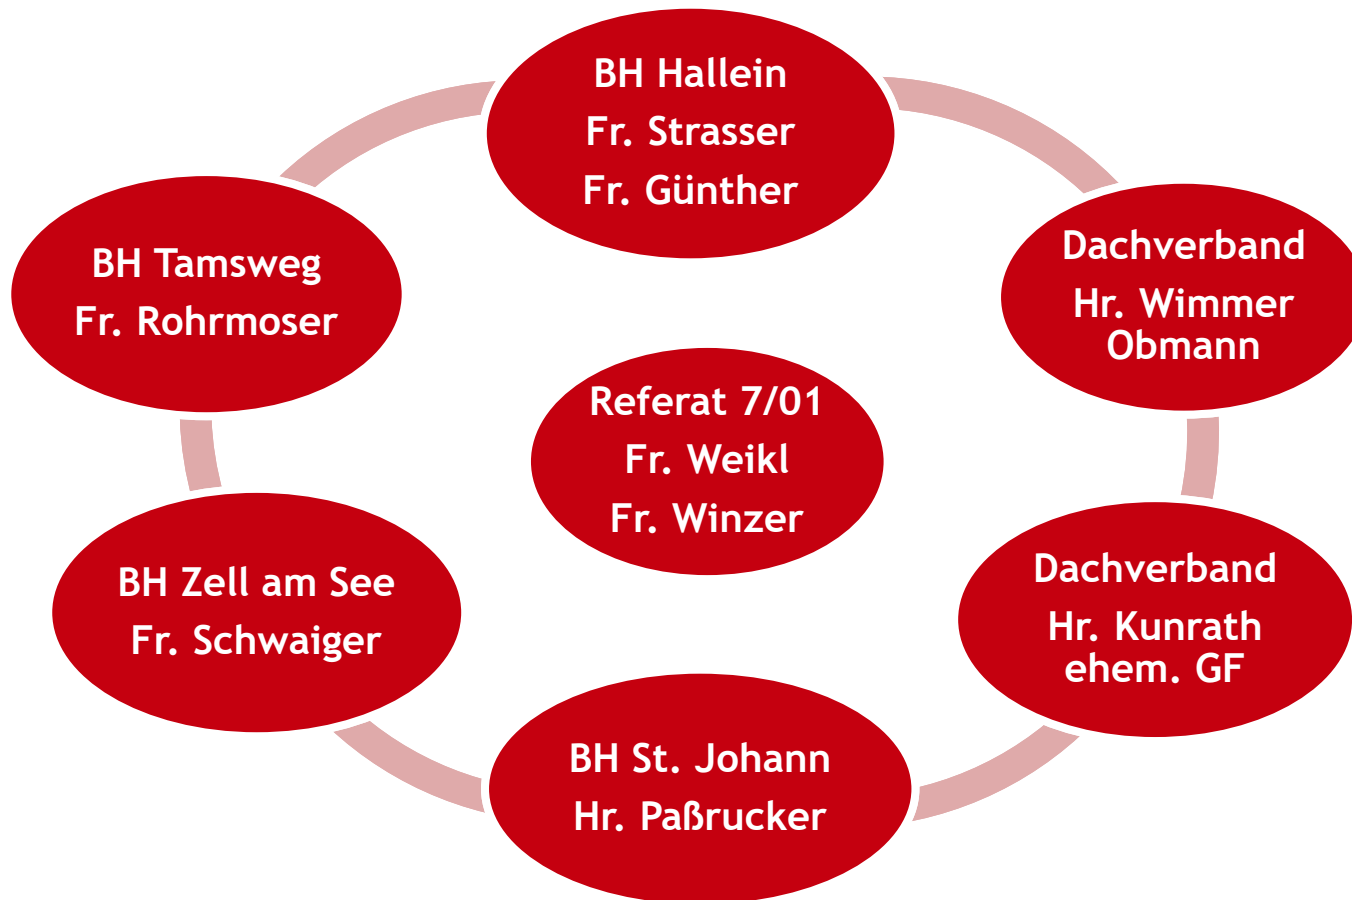 BH Hallein
Fr. Strasser
Fr. Günther
Dachverband
Hr. Wimmer
Obmann
Dachverband
Hr. Kunrath
ehem. GF
BH St. Johann
Hr. Paßrucker
BH Zell am See
Fr. Schwaiger
BH Tamsweg
Fr. Rohrmoser
Referat 7/01
Fr. Weikl
Fr. Winzer